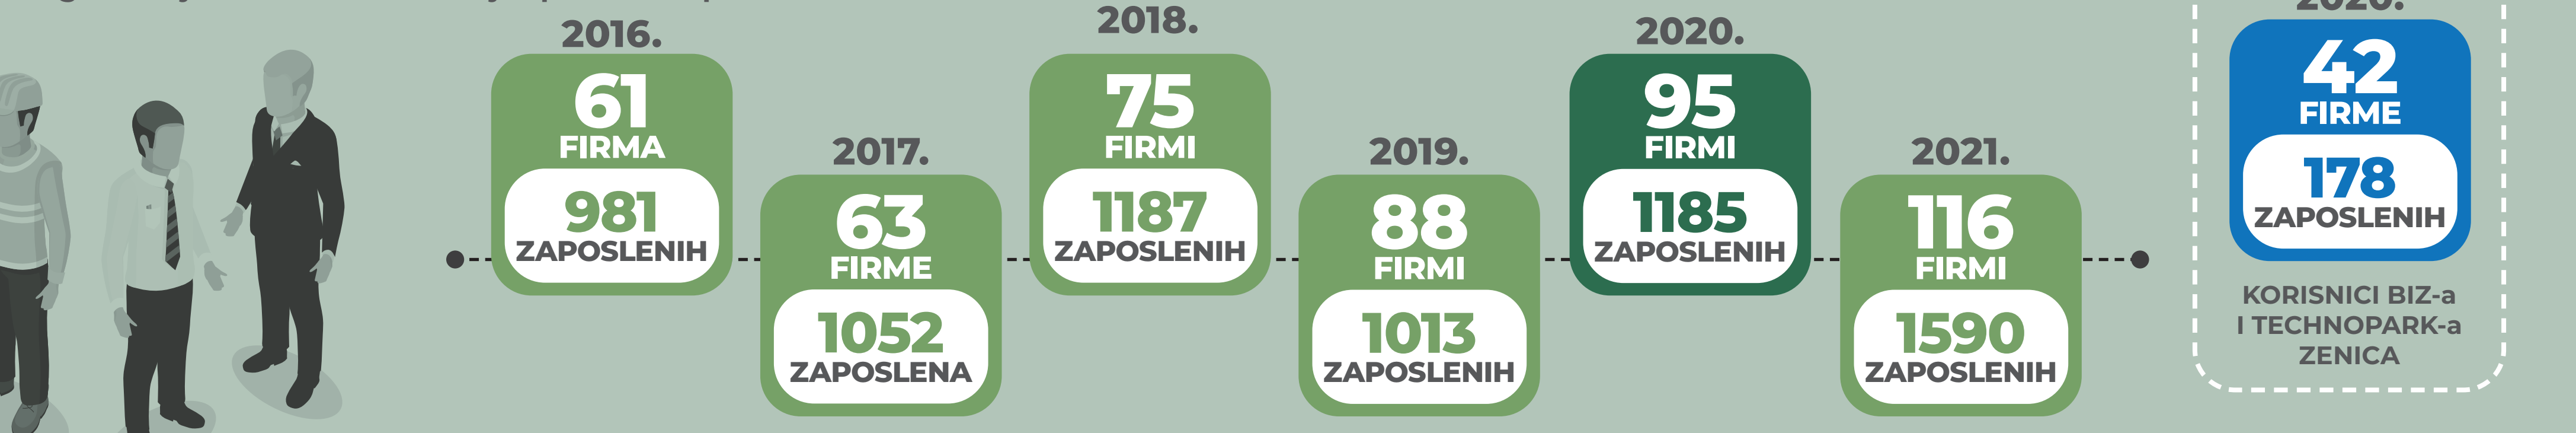 2016.
61
FIRMA
981
ZAPOSLENIH
2017.
63
FIRME
1052
ZAPOSLENA
2018.
75
FIRMI
1187
ZAPOSLENIH
2019.
88
FIRMI
1013
ZAPOSLENIH
2020.
95
FIRMI
1185
ZAPOSLENIH
2021.
116
FIRMI
1590
ZAPOSLENIH
2020.
42
FIRME
178
ZAPOSLENIH
KORISNICI BIZ-a
I TECHNOPARK-a
ZENICA